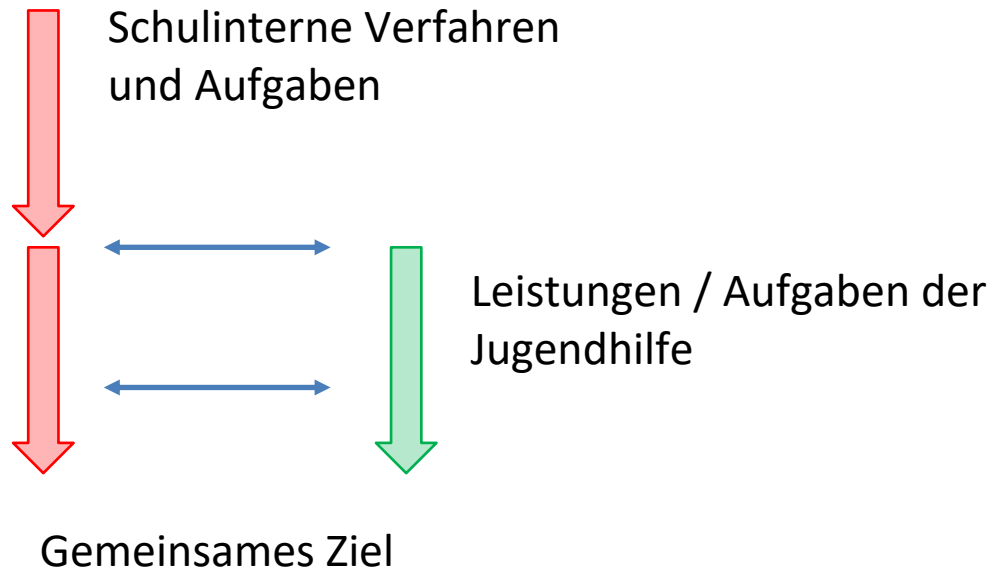 Schulinterne Verfahren
und Aufgaben
Leistungen / Aufgaben der
Jugendhilfe
Gemeinsames Ziel